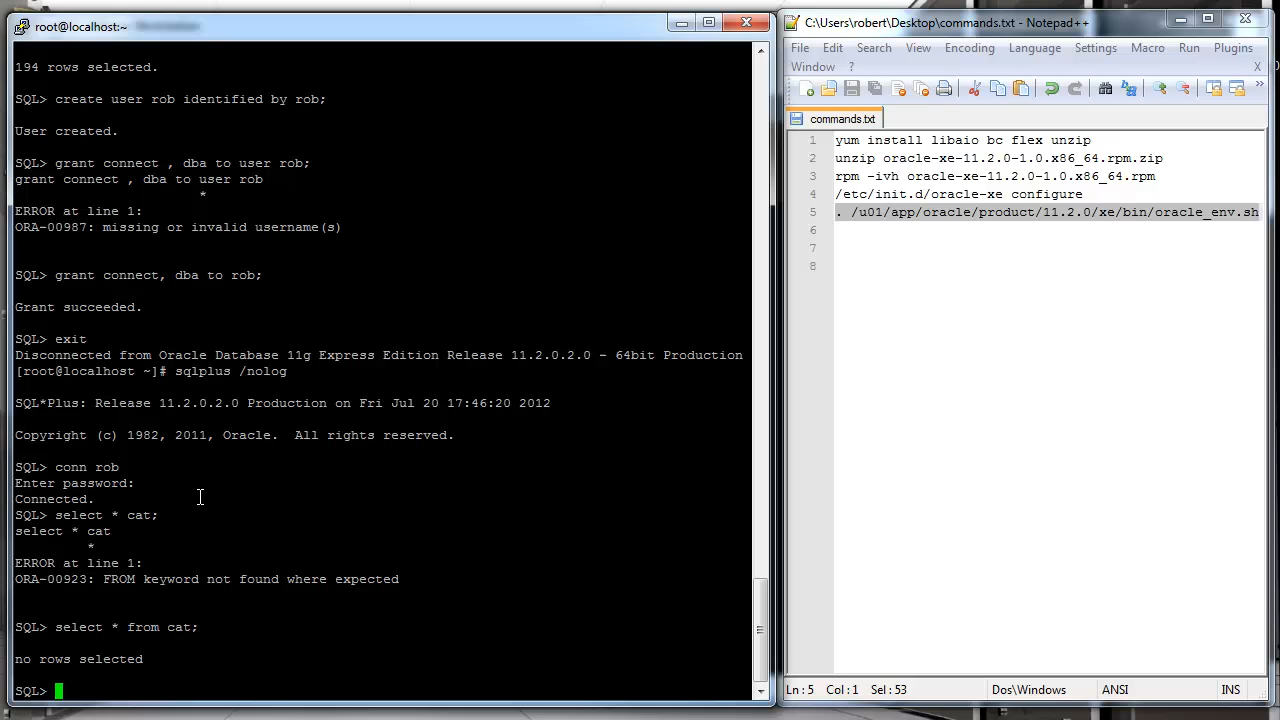 root@localhost:~
194 rows selected.
SQL> create user rob identified by rob;
User created.
SQL> grant connect , dba to user rob;
grant connect , dba to user rob
*
ERROR at line 1:
ORA-00987: missing or invalid username(s)
SQL> grant connect, dba to rob;
Grant succeeded.
SQL> exit
Disconnected from Oracle Database 11g Express Edition Release 11.2.0.2.0 - 64bit Production
[root@localhost ~]# sqlplus /nolog
SQL*Plus: Release 11.2.0.2.0 Production on Fri Jul 20 17:46:20 2012
Copyright (c) 1982, 2011, Oracle.  All rights reserved.
SQL> conn rob
Enter password:
Connected.
SQL> select * cat;
select * cat
*
ERROR at line 1:
ORA-00923: FROM keyword not found where expected
SQL> select * from cat;
no rows selected
SQL>
C:\Users\robert\Desktop\commands.txt - Notepad++
File Edit Search View Encoding Language Settings Macro Run Plugins
Window ? X
commands.txt
1 yum install libaio bc flex unzip
2 unzip oracle-xe-11.2.0-1.0.x86_64.rpm.zip
3 rpm -ivh oracle-xe-11.2.0-1.0.x86_64.rpm
4 /etc/init.d/oracle-xe configure
5 . /u01/app/oracle/product/11.2.0/xe/bin/oracle_env.sh
6
7
8
Ln:5 Col:1 Sel:53 Dos\Windows ANSI INS